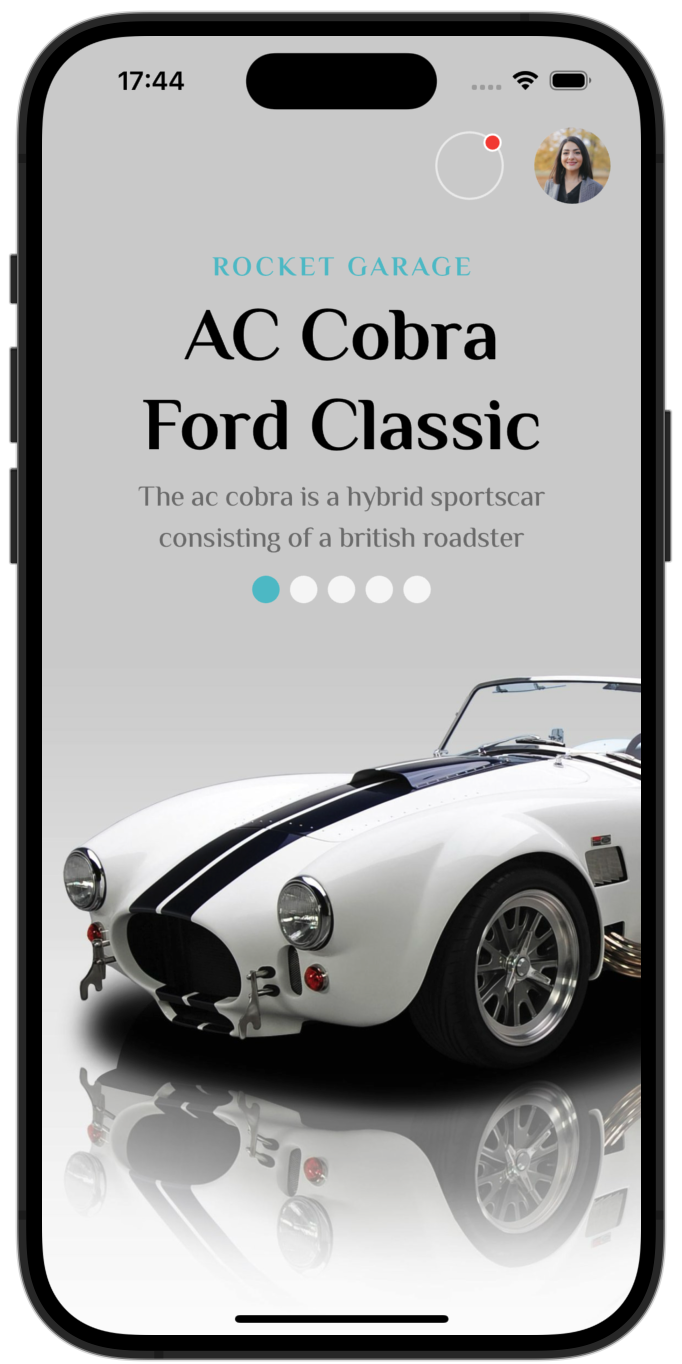 17:44
ROCKET GARAGE
AC Cobra
Ford Classic
The ac cobra is a hybrid sportscar
consisting of a british roadster